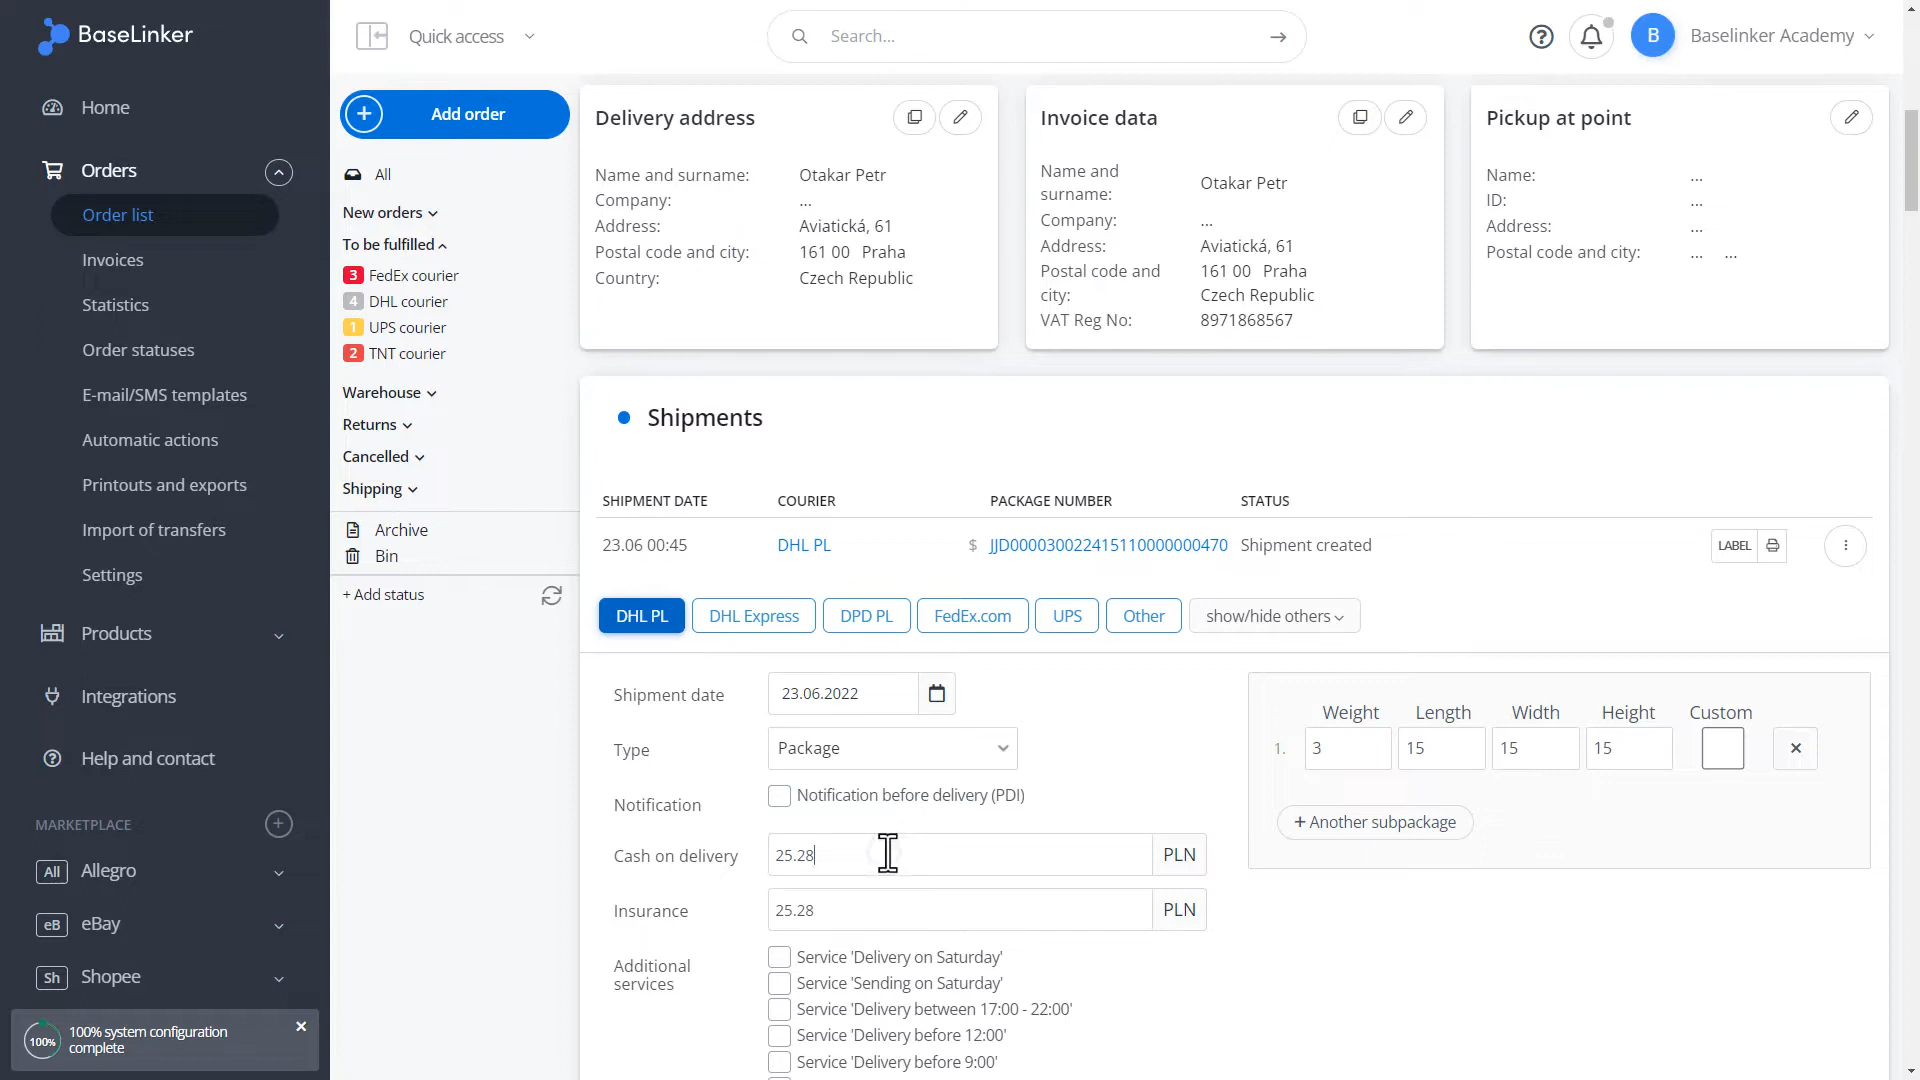 BaseLinker
Quick access
Search...
B
Baselinker Academy
Home
Orders
Order list
Invoices
Statistics
Order statuses
E-mail/SMS templates
Automatic actions
Printouts and exports
Import of transfers
Settings
Products
Integrations
Help and contact
MARKETPLACE
All Allegro
eB eBay
Sh Shopee
100% 100% system configuration
complete
Add order
All
New orders
To be fulfilled
3 FedEx courier
4 DHL courier
1 UPS courier
2 TNT courier
Warehouse
Returns
Cancelled
Shipping
Archive
Bin
+ Add status
Delivery address
Name and surname: Otakar Petr
Company: ...
Address: Aviatická, 61
Postal code and city: 161 00 Praha
Country: Czech Republic
Invoice data
Name and
surname: Otakar Petr
Company: ...
Address: Aviatická, 61
Postal code and 161 00 Praha
city: Czech Republic
VAT Reg No: 8971868567
Pickup at point
Name: ...
ID: ...
Address: ...
Postal code and city: ... ...
Shipments
SHIPMENT DATE COURIER PACKAGE NUMBER STATUS
23.06 00:45 DHL PL $ JJD000030022415110000000470 Shipment created LABEL
DHL PL DHL Express DPD PL FedEx.com UPS Other show/hide others
Shipment date 23.06.2022
Type Package
Notification Notification before delivery (PDI)
Cash on delivery 25.28 PLN
Insurance 25.28 PLN
Additional
services
Service 'Delivery on Saturday'
Service 'Sending on Saturday'
Service 'Delivery between 17:00 - 22:00'
Service 'Delivery before 12:00'
Service 'Delivery before 9:00'
Weight Length Width Height Custom
1. 3 15 15 15
+ Another subpackage